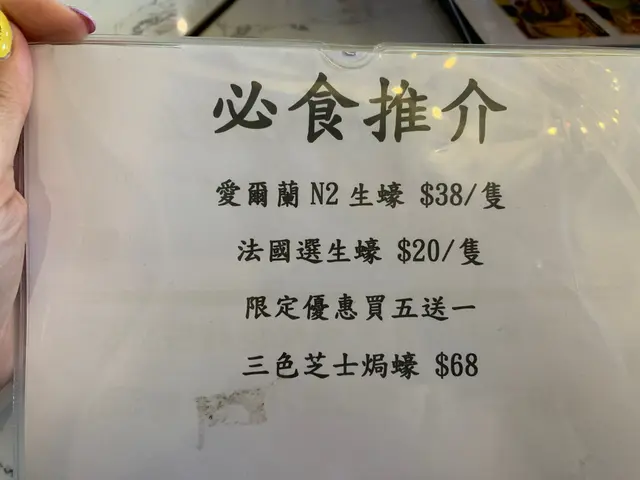 必食推介
愛爾蘭 N2 生蠔 $38/隻
法國選生蠔 $20/隻
限定優惠買五送一
三色芝士焗蠔 $68